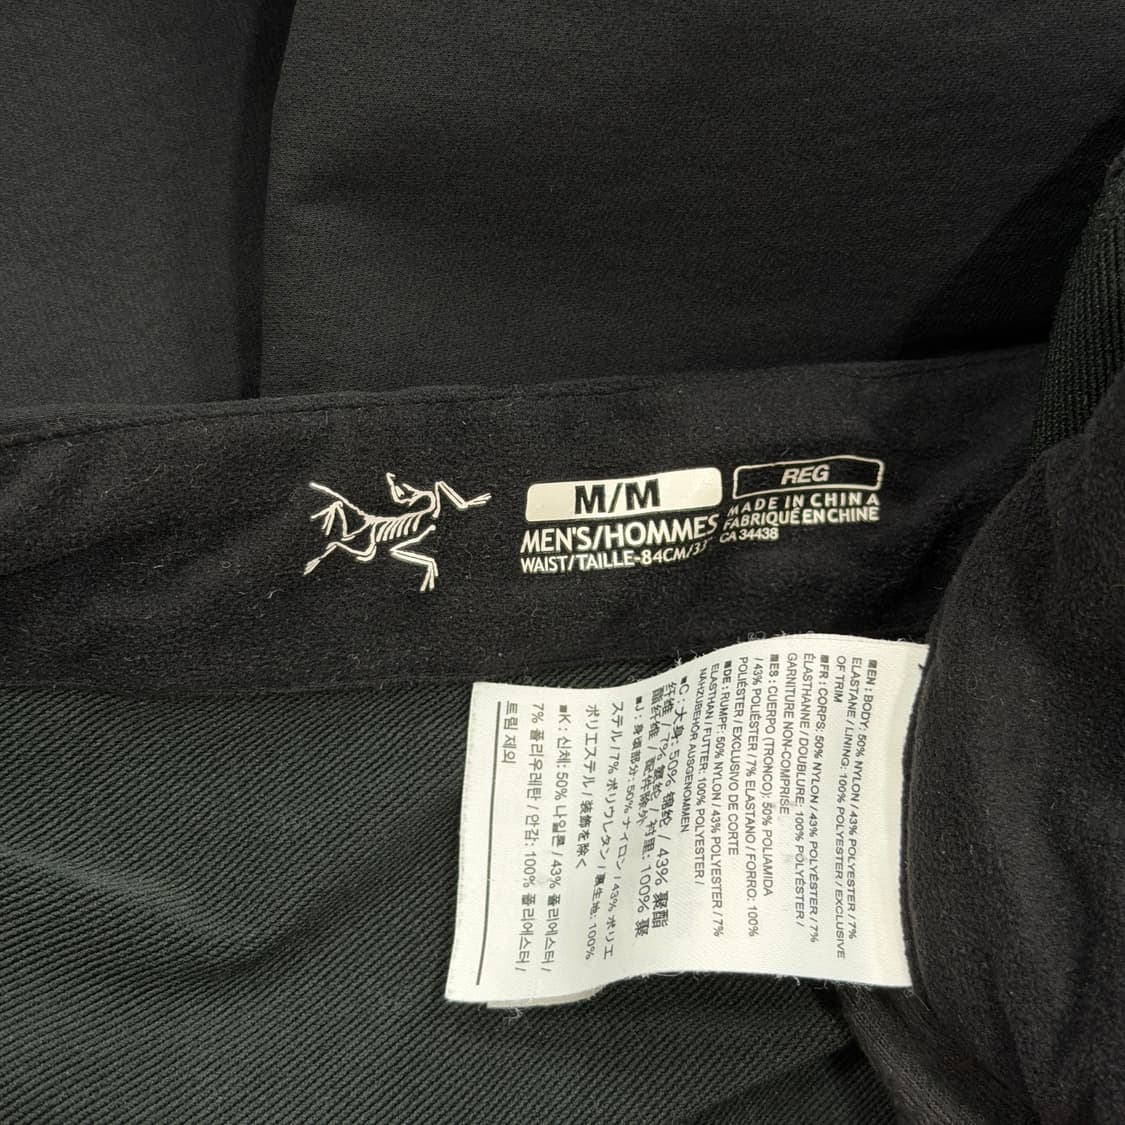 M/M
MEN'S/HOMMES
WAIST/TAILLE-84CM/33"
REG
MADE IN CHINA
FABRIQUÉ EN CHINE
CA 34438
■EN : BODY: 50% NYLON / 43% POLYESTER / 7%
ELASTANE / LINING: 100% POLYESTER / EXCLUSIVE
OF TRIM
■FR : CORPS: 50% NYLON / 43% POLYÉSTER / 7%
ÉLASTHANNE / DOUBLURE: 100% POLYÉSTER /
GARNITURE NON-COMPRISE
■ES : CUERPO (TRONCO): 50% POLIAMIDA
/ 43% POLIÉSTER / 7% ELASTANO / FORRO: 100%
POLIÉSTER / EXCLUSIVO DE CORTE
■DE : RUMPF: 50% NYLON / 43% POLYESTER / 7%
ELASTHAN / FUTTER: 100% POLYESTER /
NÄHZUBEHÖR AUSGENOMMEN
■C : 大身: 50% 锦纶 / 43% 聚酯
纤维 / 7% 氨纶 / 衬里: 100% 聚
酯纤维 / 配件除外
■J : 身頃部分: 50% ナイロン / 43% ポリエ
ステル / 7% ポリウレタン / 裏生地: 100%
ポリエステル / 装飾を除く
■K : 신체: 50% 나일론 / 43% 폴리에스터 /
7% 폴리우레탄 / 안감: 100% 폴리에스터 /
트림 제외